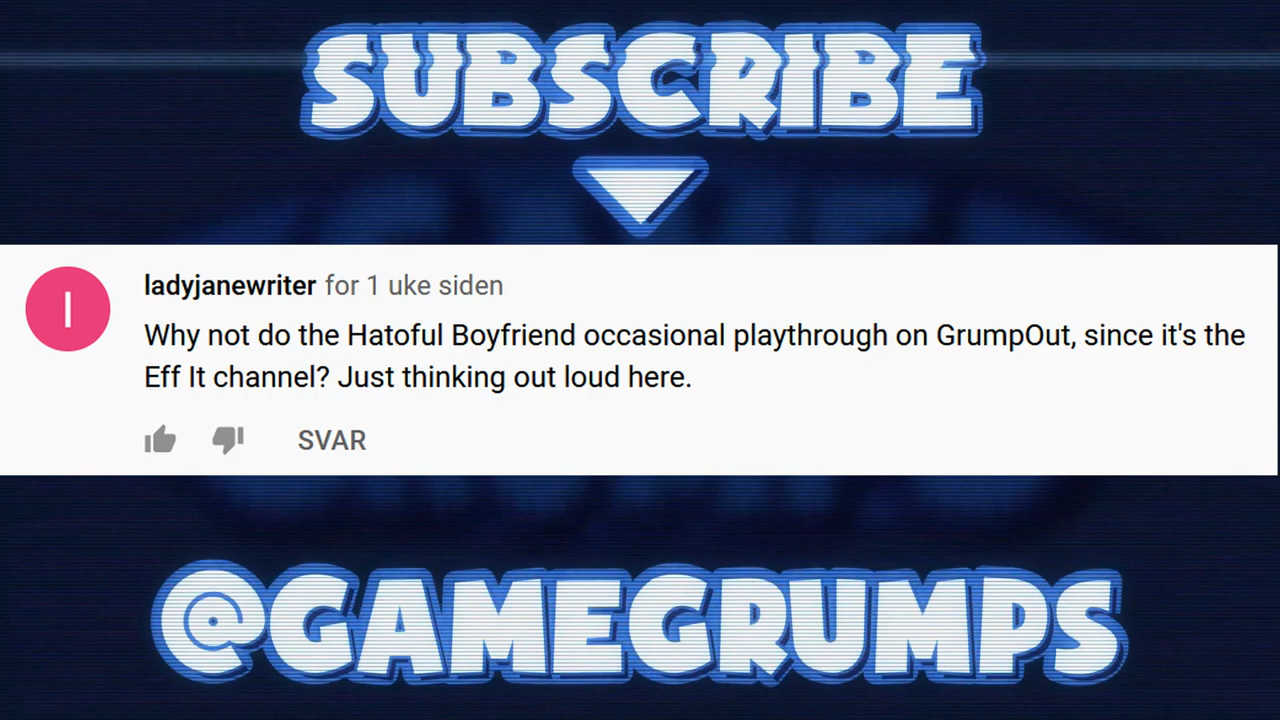 SUBSCRIBE
l
ladyjanewriter for 1 uke siden
Why not do the Hatoful Boyfriend occasional playthrough on GrumpOut, since it's the
Eff It channel? Just thinking out loud here.
SVAR
@GAMEGRUMPS